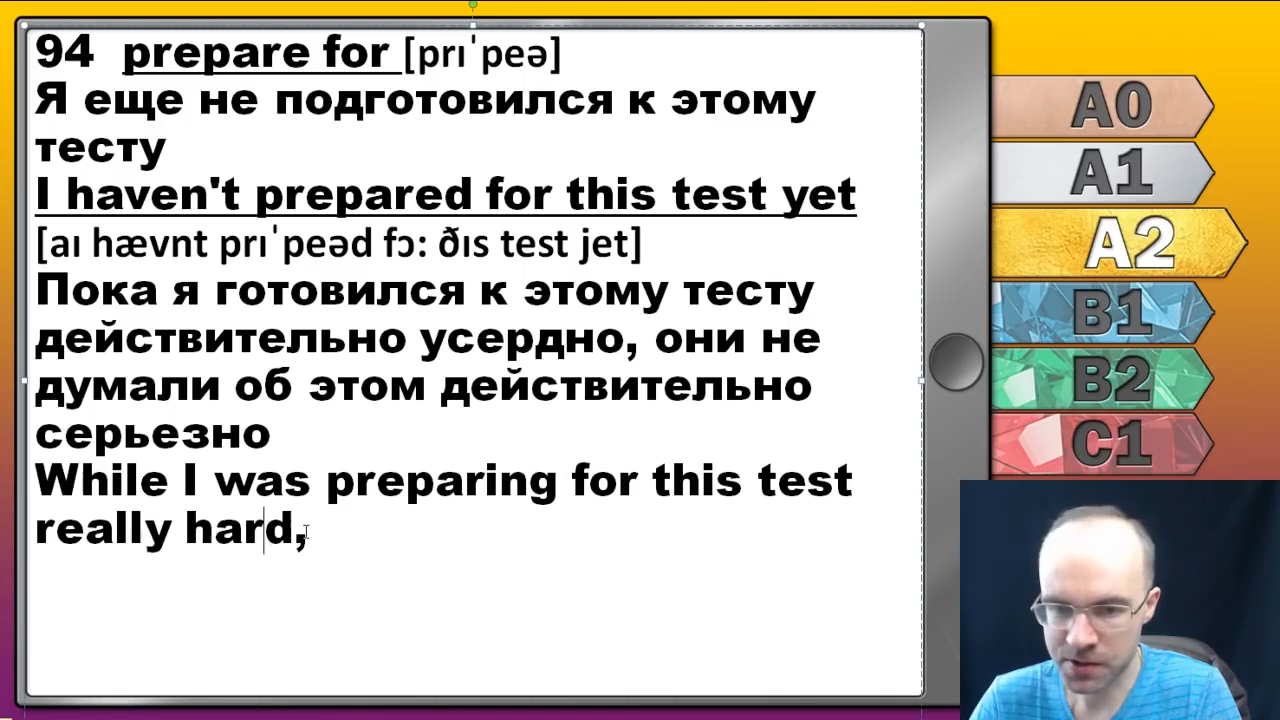 94 prepare for [prɪˈpeə]
Я еще не подготовился к этому
тесту
I haven't prepared for this test yet
[aɪ hævnt prɪˈpeəd fɔ: ðɪs test jet]
Пока я готовился к этому тесту
действительно усердно, они не
думали об этом действительно
серьезно
While I was preparing for this test
really hard,
A0
A1
A2
B1
B2
C1